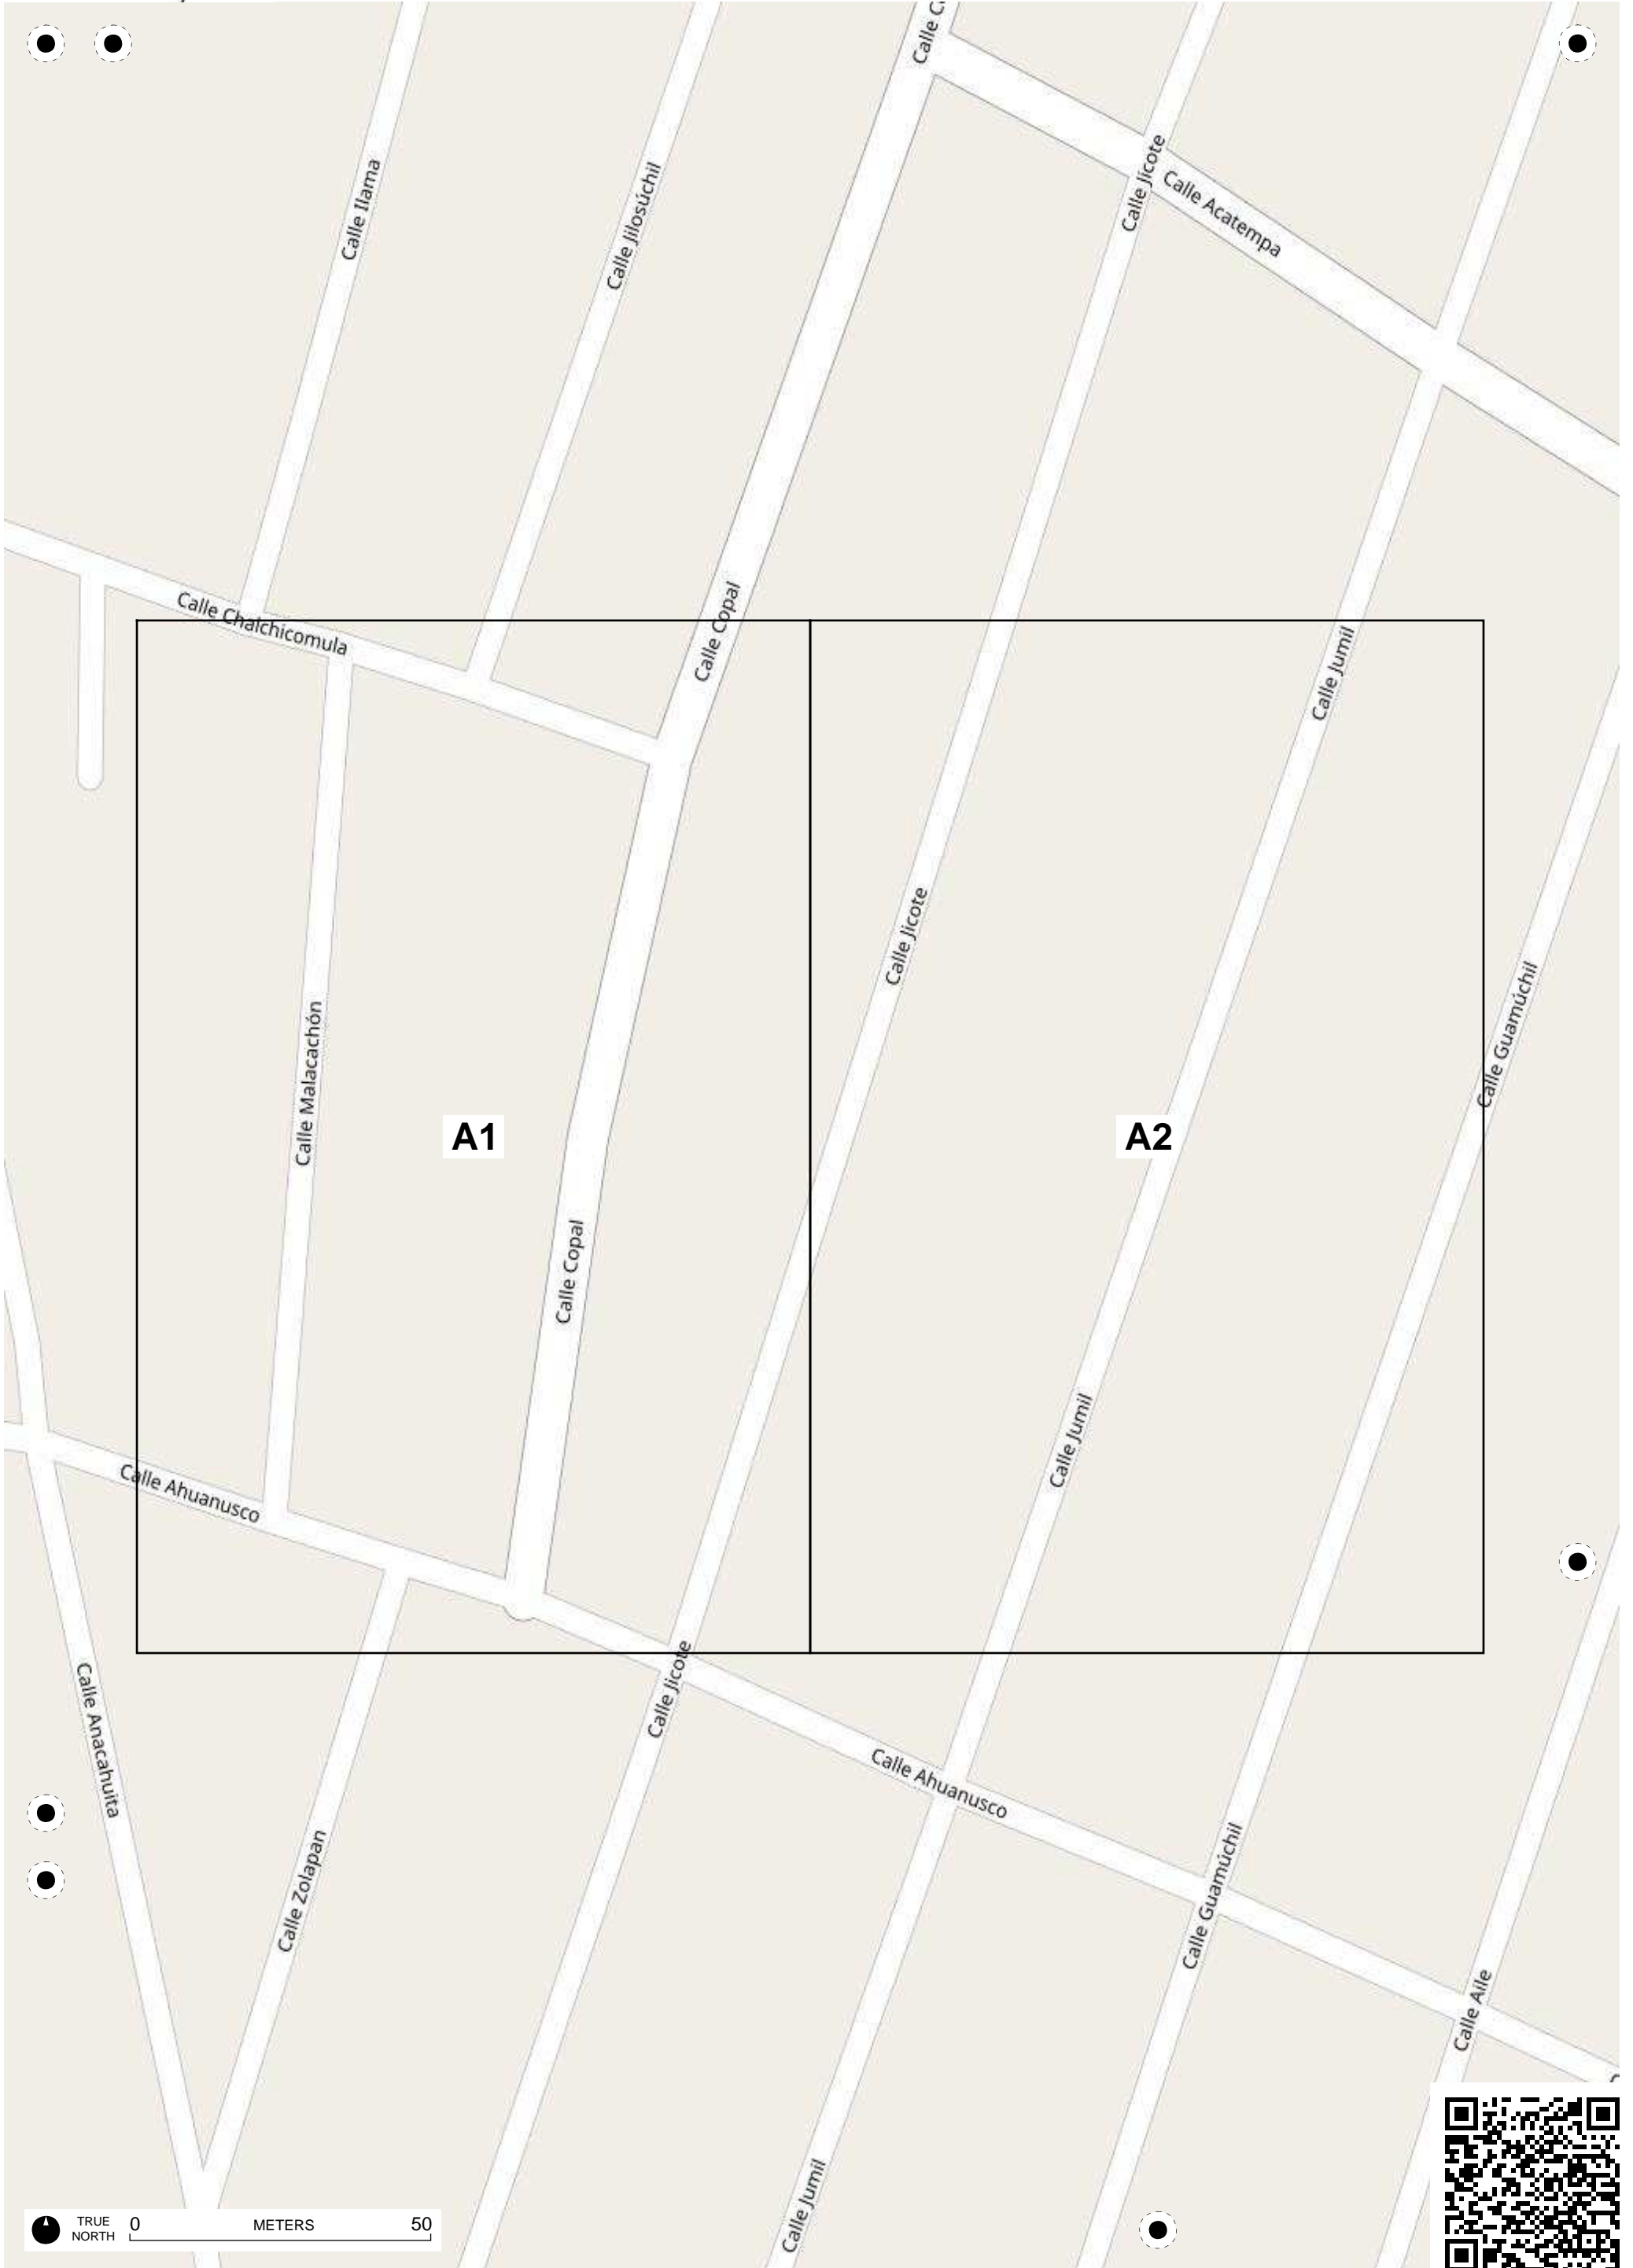 Calle Ilama
Calle Jilosúchil
Calle Jicote
Calle Acatempa
Calle Chalchicomula
Calle Copal
Calle Jumil
Calle Jicote
Calle Guamúchil
Calle Malacachón
A1
A2
Calle Copal
Calle Jumil
Calle Ahuanusco
Calle Jicote
Calle Anacahuita
Calle Ahuanusco
Calle Zolapan
Calle Guamúchil
Calle Aile
Calle Jumil
TRUE
NORTH
0 METERS 50